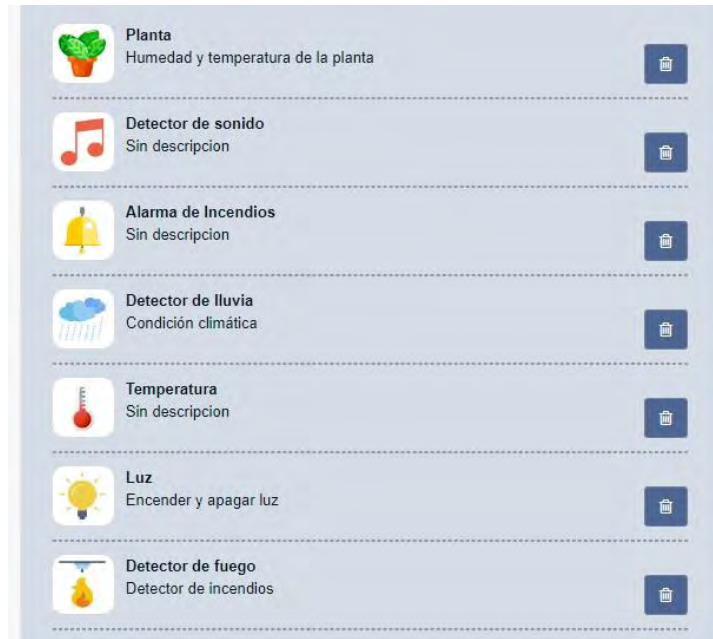 Planta
Humedad y temperatura de la planta
Detector de sonido
Sin descripcion
Alarma de Incendios
Sin descripcion
Detector de lluvia
Condición climática
Temperatura
Sin descripcion
Luz
Encender y apagar luz
Detector de fuego
Detector de incendios